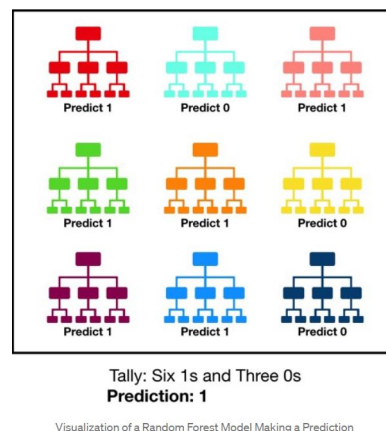 Predict 1 Predict 0 Predict 1
Predict 1 Predict 1 Predict 0
Predict 1 Predict 1 Predict 0
Tally: Six 1s and Three 0s
Prediction: 1
Visualization of a Random Forest Model Making a Prediction